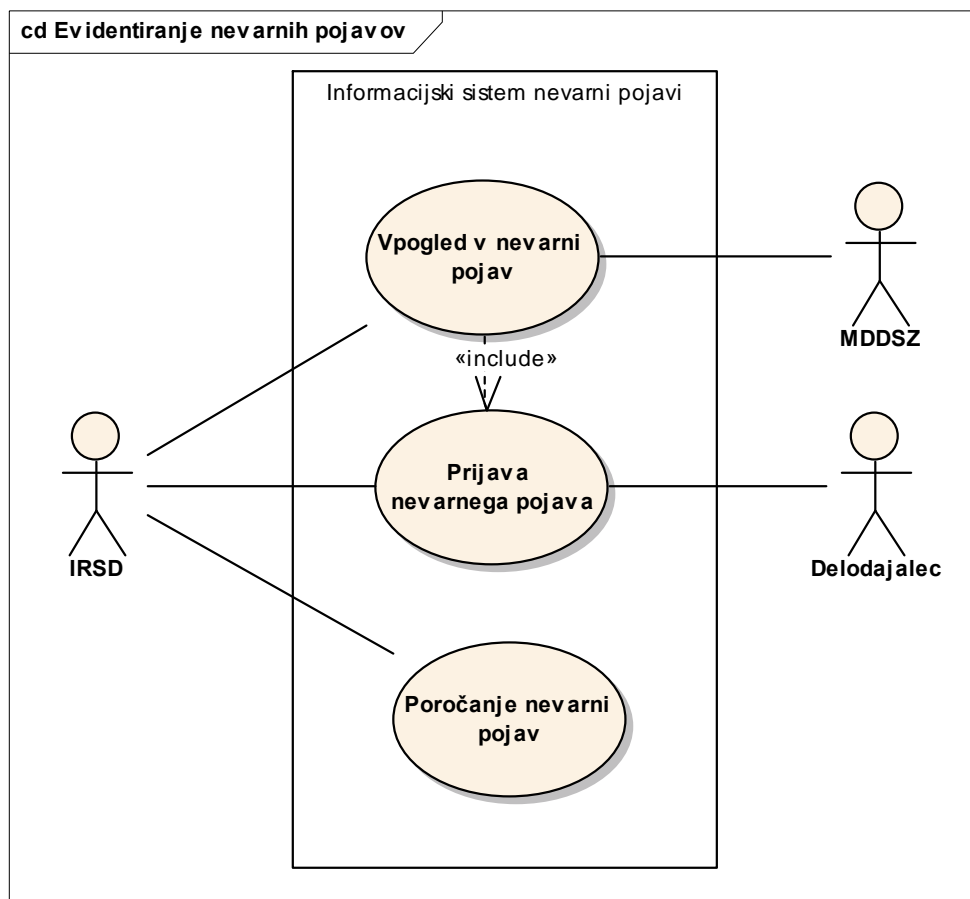 cd Evidentiranje nevarnih pojavov
Informacijski sistem nevarni pojavi
Vpogled v nevarni
pojav
MDDSZ
«include»
Prijava
nevarnega pojava
IRSD
Delodajalec
Poročanje nevarni
pojav